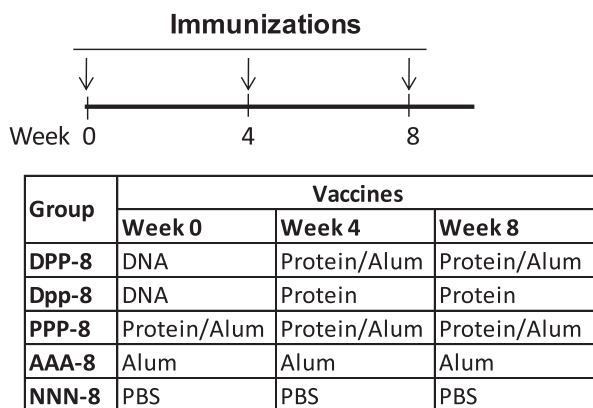 Immunizations
Week 0 4 8
Group Vaccines
Week 0 Week 4 Week 8
DPP-8 DNA Protein/Alum Protein/Alum
Dpp-8 DNA Protein Protein
PPP-8 Protein/Alum Protein/Alum Protein/Alum
AAA-8 Alum Alum Alum
NNN-8 PBS PBS PBS